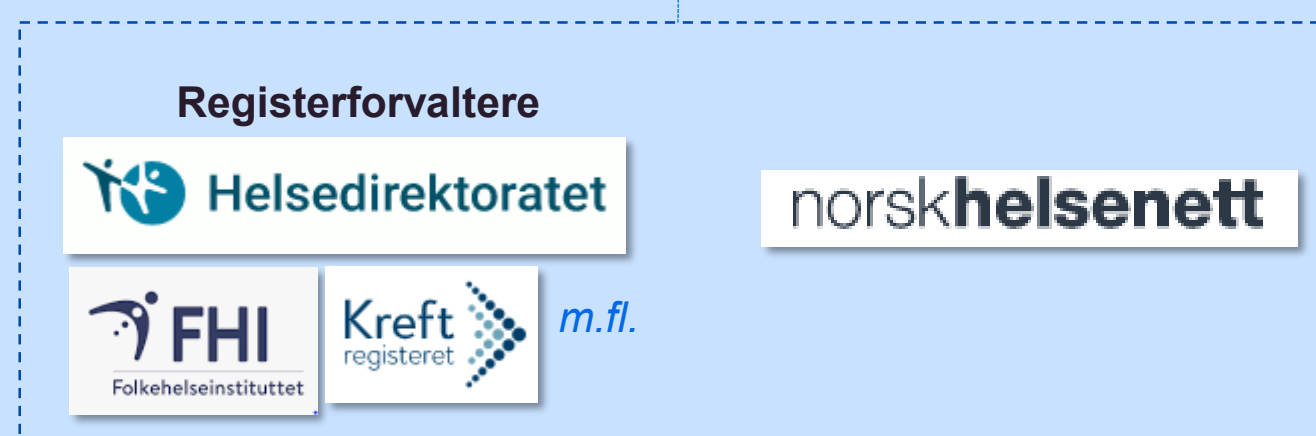 Registerforvaltere
Helsedirektoratet
norskhelsenett
FHI
Folkehelseinstituttet
Kreft
registeret
m.fl.